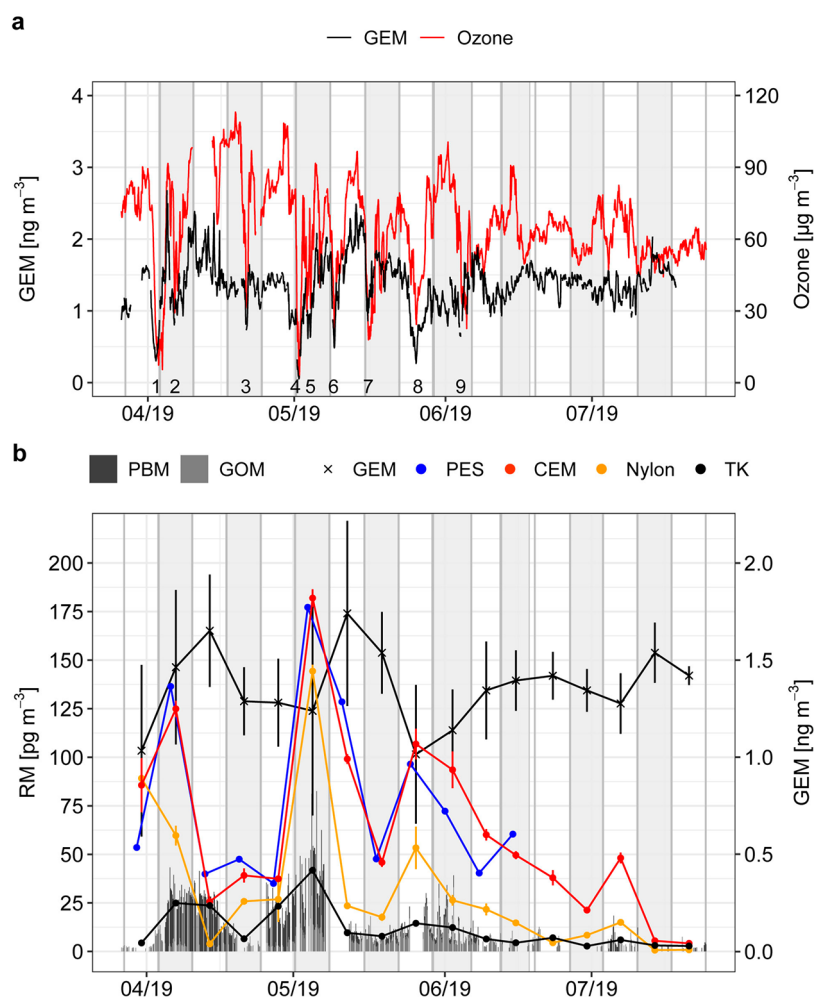 a
GEM Ozone
4 120
3 90
2 60
1 30
0 0
GEM [ng m⁻³]
Ozone [µg m⁻³]
1 2 3 4 5 6 7 8 9
04/19 05/19 06/19 07/19
b
PBM GOM GEM PES CEM Nylon TK
200 2.0
175
150 1.5
125
100 1.0
75
50 0.5
25
0 0.0
RM [pg m⁻³]
GEM [ng m⁻³]
04/19 05/19 06/19 07/19